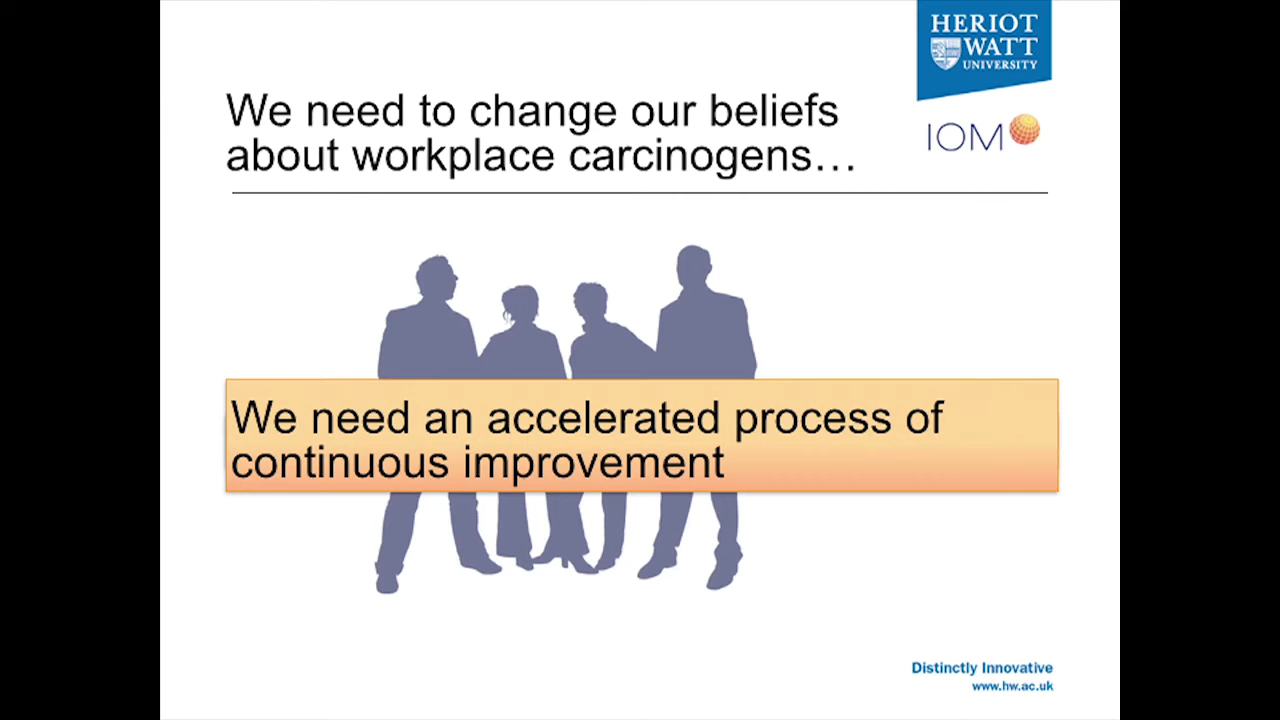 HERIOT
WATT
UNIVERSITY
We need to change our beliefs
about workplace carcinogens…
IOM
We need an accelerated process of
continuous improvement
Distinctly Innovative
www.hw.ac.uk